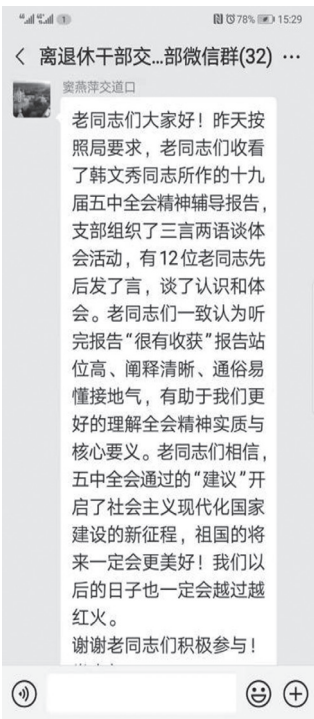 78% 15:29
离退休干部交...部微信群(32) ···
窦燕萍交道口
老同志们大家好！昨天按
照局要求，老同志们收看
了韩文秀同志所作的十九
届五中全会精神辅导报告，
支部组织了三言两语谈体
会活动，有12位老同志先
后发了言，谈了认识和体
会。老同志们一致认为听
完报告“很有收获”报告站
位高、阐释清晰、通俗易
懂接地气，有助于我们更
好的理解全会精神实质与
核心要义。老同志们相信，
五中全会通过的“建议”开
启了社会主义现代化国家
建设的新征程，祖国的将
来一定会更美好！我们以
后的日子也一定会越过越
红火。
谢谢老同志们积极参与！